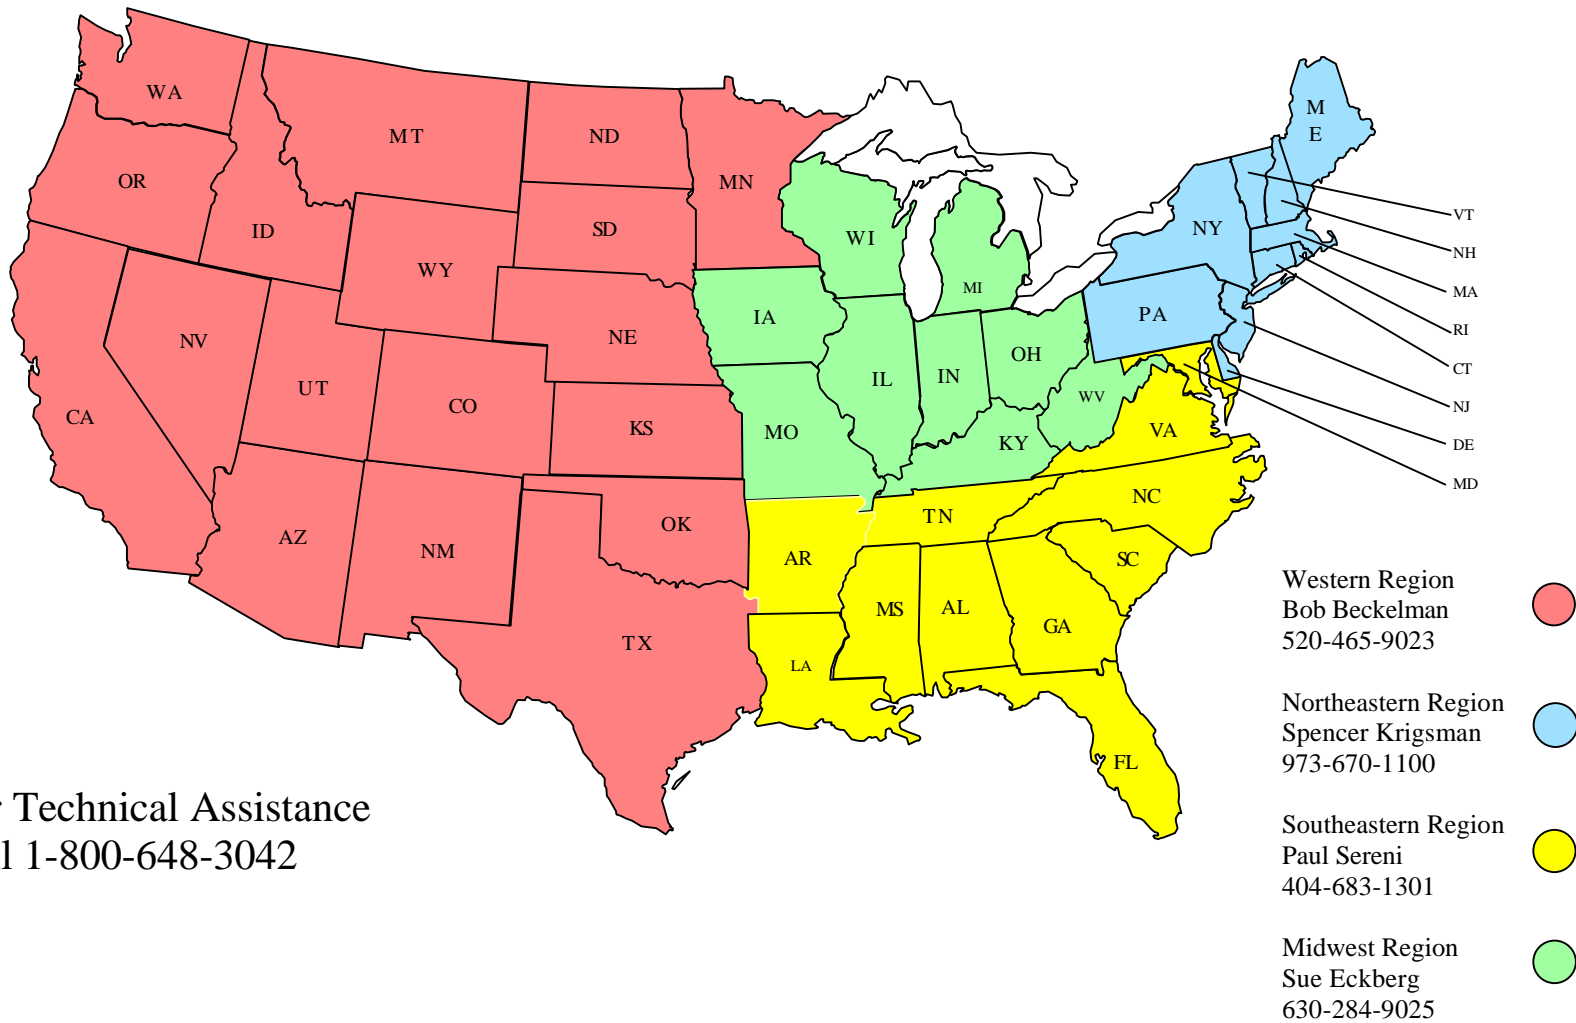 WA
MT
ND
MN
OR
ID
WY
SD
WI
MI
NY
M
E
VT
NH
MA
RI
CT
NJ
DE
MD
NV
UT
CO
NE
IA
IL
IN
OH
PA
CA
KS
MO
KY
WV
VA
AZ
NM
OK
AR
TN
NC
TX
LA
MS
AL
GA
SC
FL
Western Region
Bob Beckelman
520-465-9023
Northeastern Region
Spencer Krigsman
973-670-1100
Southeastern Region
Paul Sereni
404-683-1301
Midwest Region
Sue Eckberg
630-284-9025
Technical Assistance
1-800-648-3042